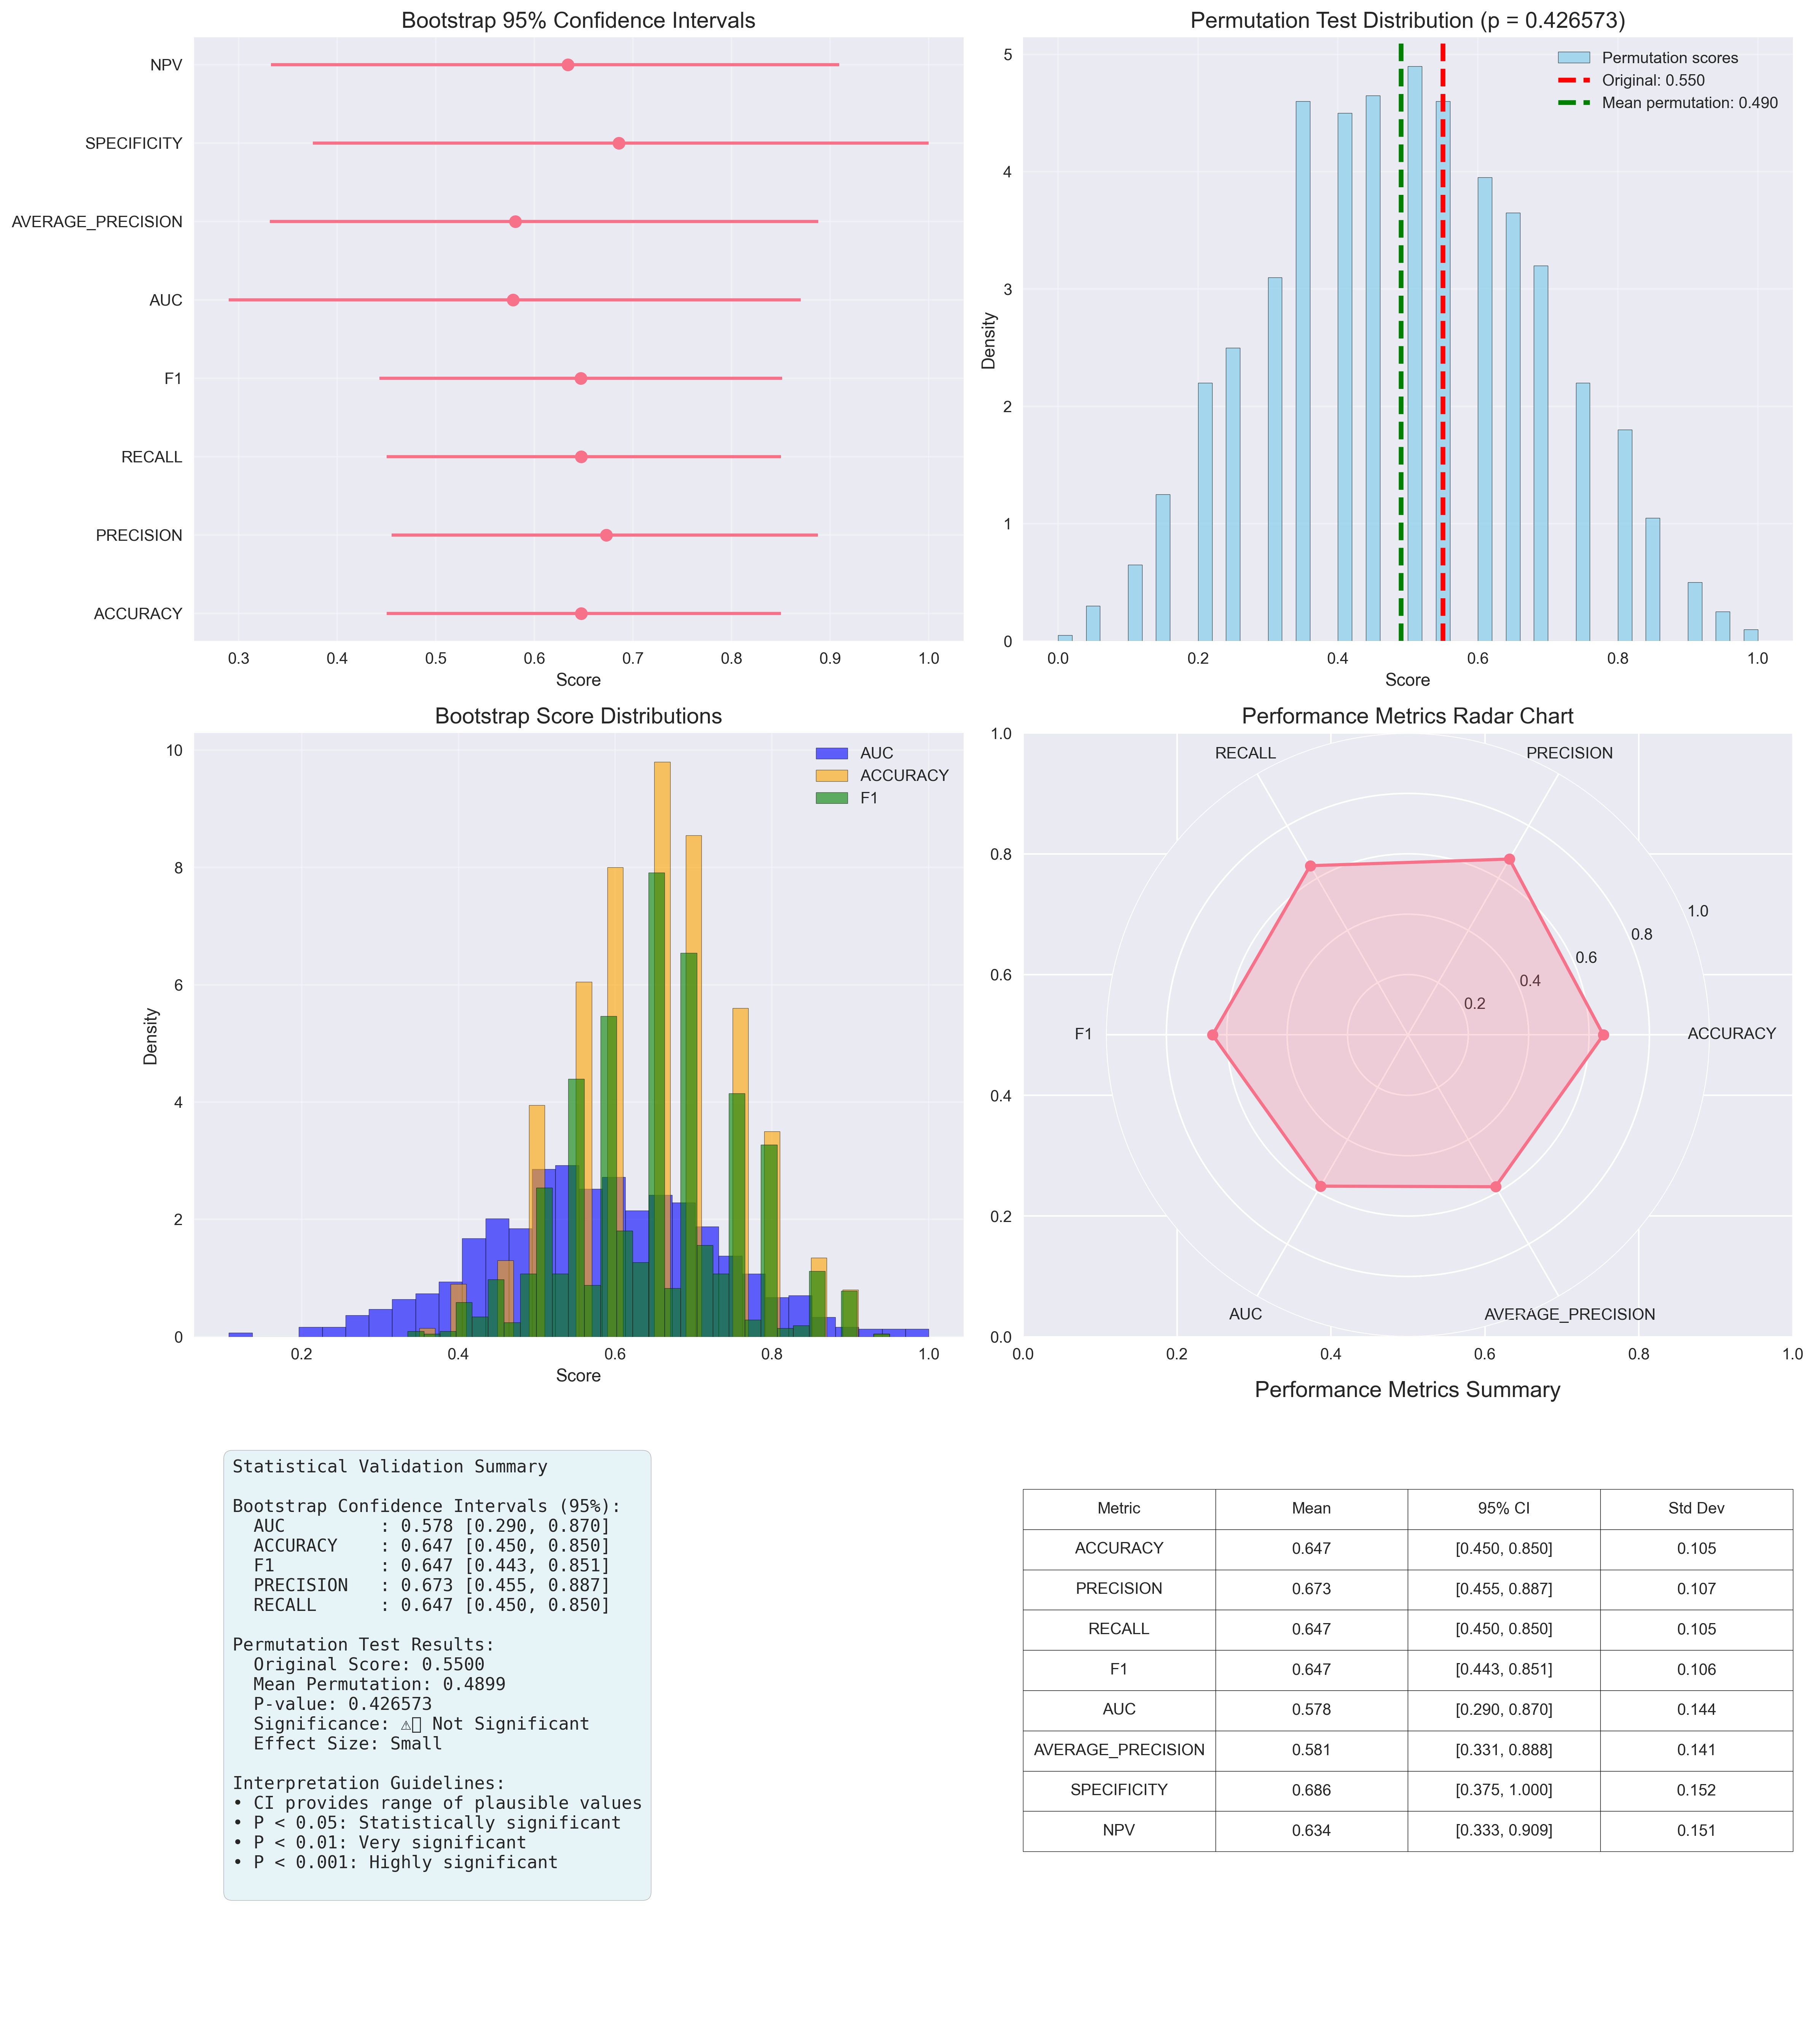 Bootstrap 95% Confidence Intervals
NPV
SPECIFICITY
AVERAGE_PRECISION
AUC
F1
RECALL
PRECISION
ACCURACY
0.3 0.4 0.5 0.6 0.7 0.8 0.9 1.0
Score
Permutation Test Distribution (p = 0.426573)
Permutation scores
Original: 0.550
Mean permutation: 0.490
Density
5
4
3
2
1
0
0.0 0.2 0.4 0.6 0.8 1.0
Score
Bootstrap Score Distributions
AUC
ACCURACY
F1
Density
10
8
6
4
2
0
0.2 0.4 0.6 0.8 1.0
Score
Performance Metrics Radar Chart
1.0
0.8
0.6
0.4
0.2
0.0
0.0 0.2 0.4 0.6 0.8 1.0
RECALL
PRECISION
F1
ACCURACY
AUC
AVERAGE_PRECISION
1.0
0.8
0.6
0.4
0.2
Statistical Validation Summary
Bootstrap Confidence Intervals (95%):
AUC : 0.578 [0.290, 0.870]
ACCURACY : 0.647 [0.450, 0.850]
F1 : 0.647 [0.443, 0.851]
PRECISION : 0.673 [0.455, 0.887]
RECALL : 0.647 [0.450, 0.850]
Permutation Test Results:
Original Score: 0.5500
Mean Permutation: 0.4899
P-value: 0.426573
Significance: ⚠▯ Not Significant
Effect Size: Small
Interpretation Guidelines:
• CI provides range of plausible values
• P < 0.05: Statistically significant
• P < 0.01: Very significant
• P < 0.001: Highly significant
Performance Metrics Summary
Metric Mean 95% CI Std Dev
ACCURACY 0.647 [0.450, 0.850] 0.105
PRECISION 0.673 [0.455, 0.887] 0.107
RECALL 0.647 [0.450, 0.850] 0.105
F1 0.647 [0.443, 0.851] 0.106
AUC 0.578 [0.290, 0.870] 0.144
AVERAGE_PRECISION 0.581 [0.331, 0.888] 0.141
SPECIFICITY 0.686 [0.375, 1.000] 0.152
NPV 0.634 [0.333, 0.909] 0.151